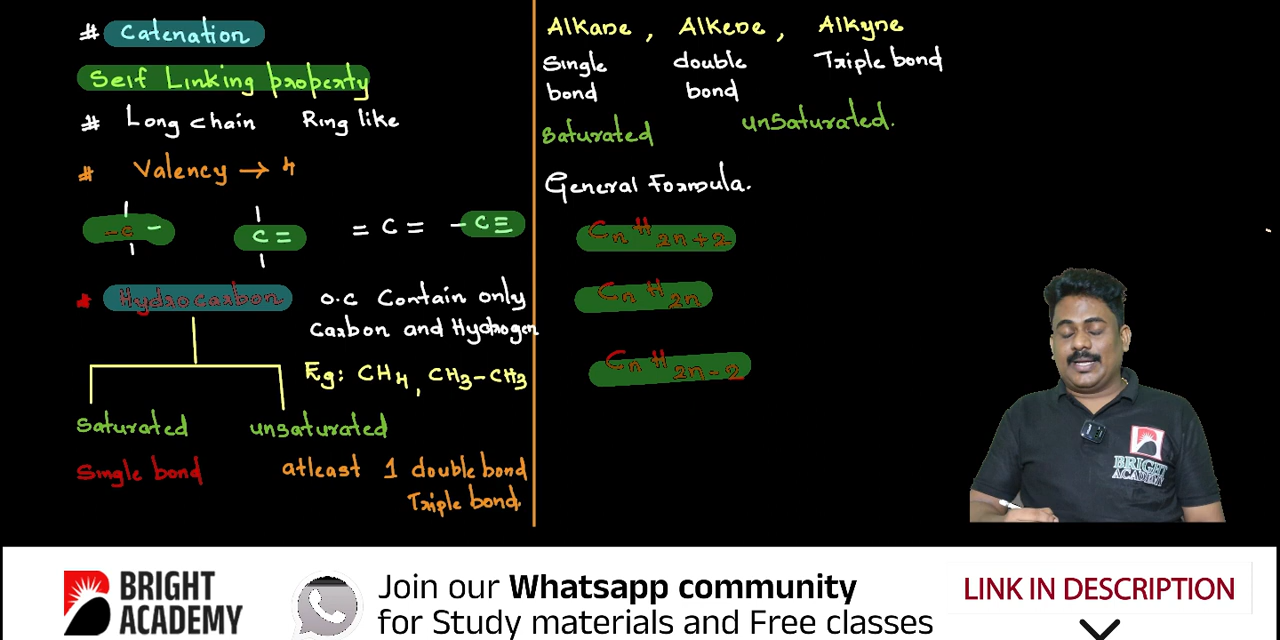 # Catenation
Self Linking property
# Long chain Ring like
# Valency → 4
-C- C= =C= -C≡
* Hydrocarbon
O.C Contain only
Carbon and Hydrogen
Eg: CH4, CH3-CH3
Saturated unsaturated
Single bond atleast 1 double bond
Triple bond.
Alkane, Alkene, Alkyne
Single double Triple bond
bond bond
Saturated unsaturated.
General Formula.
CnH2n+2
CnH2n
CnH2n-2
BRIGHT
ACADEMY
BRIGHT
ACADEMY
Join our Whatsapp community
for Study materials and Free classes
LINK IN DESCRIPTION